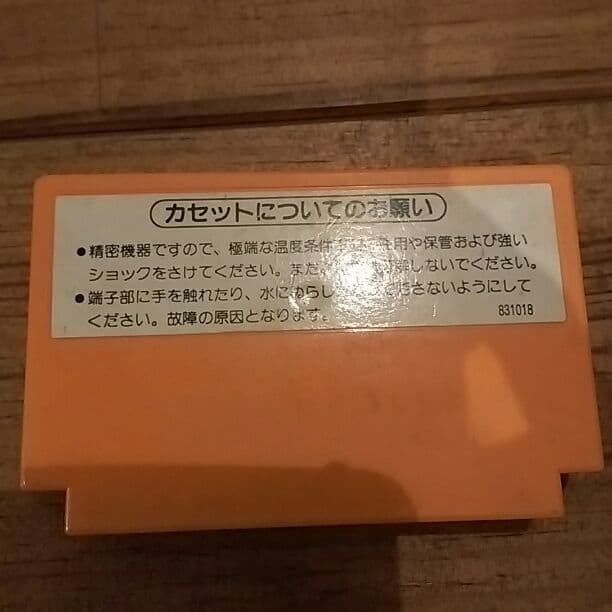 カセットについてのお願い
●精密機器ですので、極端な温度条件 用や保管および強い
ショックをさけてください。また、 しないでください。
●端子部に手を触れたり、水にぬらし さないようにして
ください。故障の原因となります。
831018